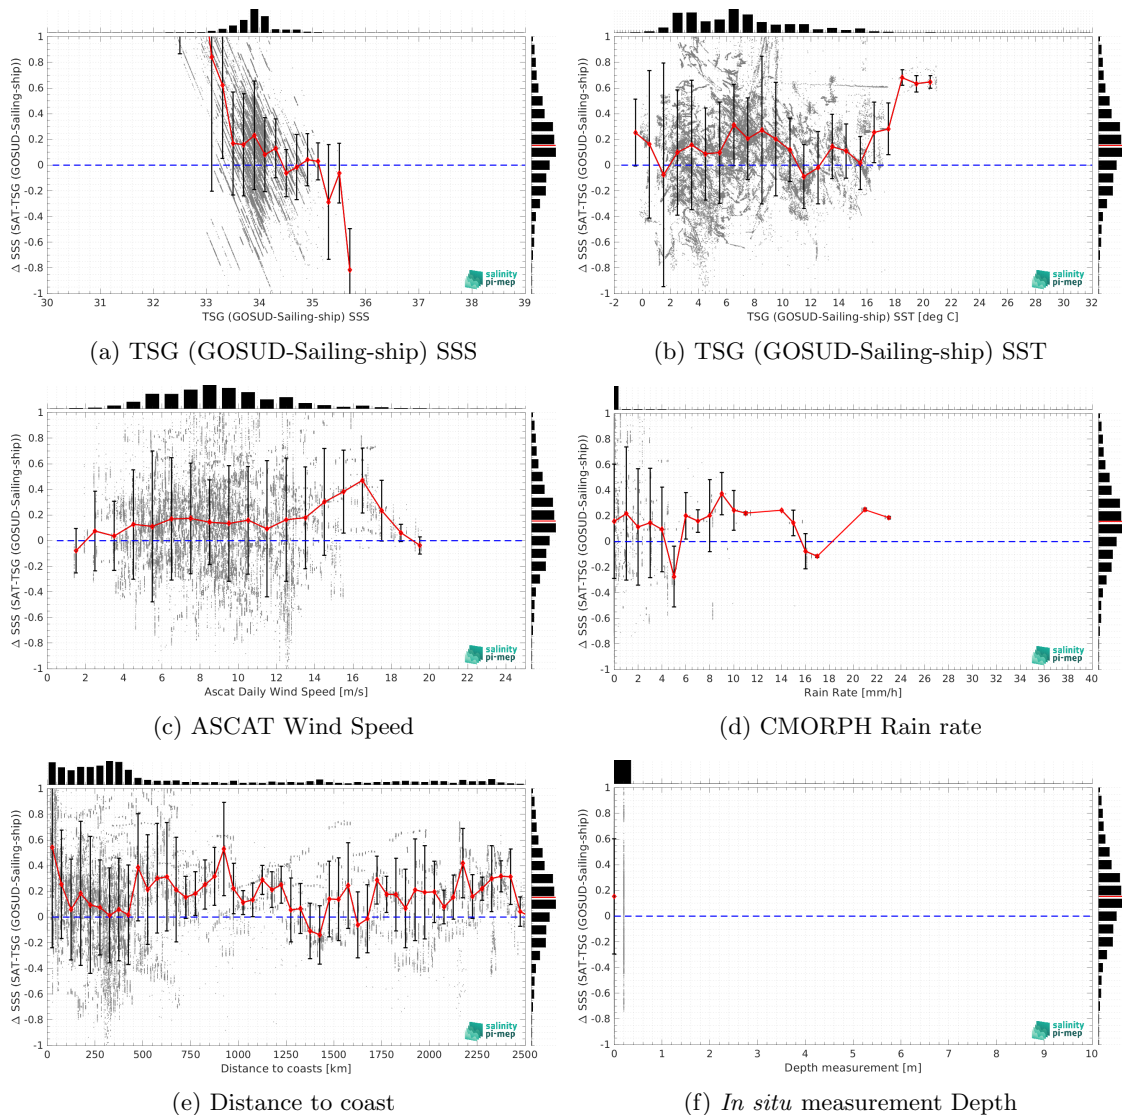 1
0.8
0.6
0.4
0.2
0
-0.2
-0.4
-0.6
-0.8
-1
Δ SSS (SAT-TSG (GOSUD-Sailing-ship))
30 31 32 33 34 35 36 37 38 39
TSG (GOSUD-Sailing-ship) SSS
salinity
pi-mep
(a) TSG (GOSUD-Sailing-ship) SSS
1
0.8
0.6
0.4
0.2
0
-0.2
-0.4
-0.6
-0.8
-1
Δ SSS (SAT-TSG (GOSUD-Sailing-ship))
-2 0 2 4 6 8 10 12 14 16 18 20 22 24 26 28 30 32
TSG (GOSUD-Sailing-ship) SST [deg C]
salinity
pi-mep
(b) TSG (GOSUD-Sailing-ship) SST
1
0.8
0.6
0.4
0.2
0
-0.2
-0.4
-0.6
-0.8
-1
Δ SSS (SAT-TSG (GOSUD-Sailing-ship))
0 2 4 6 8 10 12 14 16 18 20 22 24
Ascat Daily Wind Speed [m/s]
salinity
pi-mep
(c) ASCAT Wind Speed
1
0.8
0.6
0.4
0.2
0
-0.2
-0.4
-0.6
-0.8
-1
Δ SSS (SAT-TSG (GOSUD-Sailing-ship))
0 2 4 6 8 10 12 14 16 18 20 22 24 26 28 30 32 34 36 38 40
Rain Rate [mm/h]
salinity
pi-mep
(d) CMORPH Rain rate
1
0.8
0.6
0.4
0.2
0
-0.2
-0.4
-0.6
-0.8
-1
Δ SSS (SAT-TSG (GOSUD-Sailing-ship))
0 250 500 750 1000 1250 1500 1750 2000 2250 2500
Distance to coasts [km]
salinity
pi-mep
(e) Distance to coast
1
0.8
0.6
0.4
0.2
0
-0.2
-0.4
-0.6
-0.8
-1
Δ SSS (SAT-TSG (GOSUD-Sailing-ship))
0 1 2 3 4 5 6 7 8 9 10
Depth measurement [m]
salinity
pi-mep
(f) In situ measurement Depth